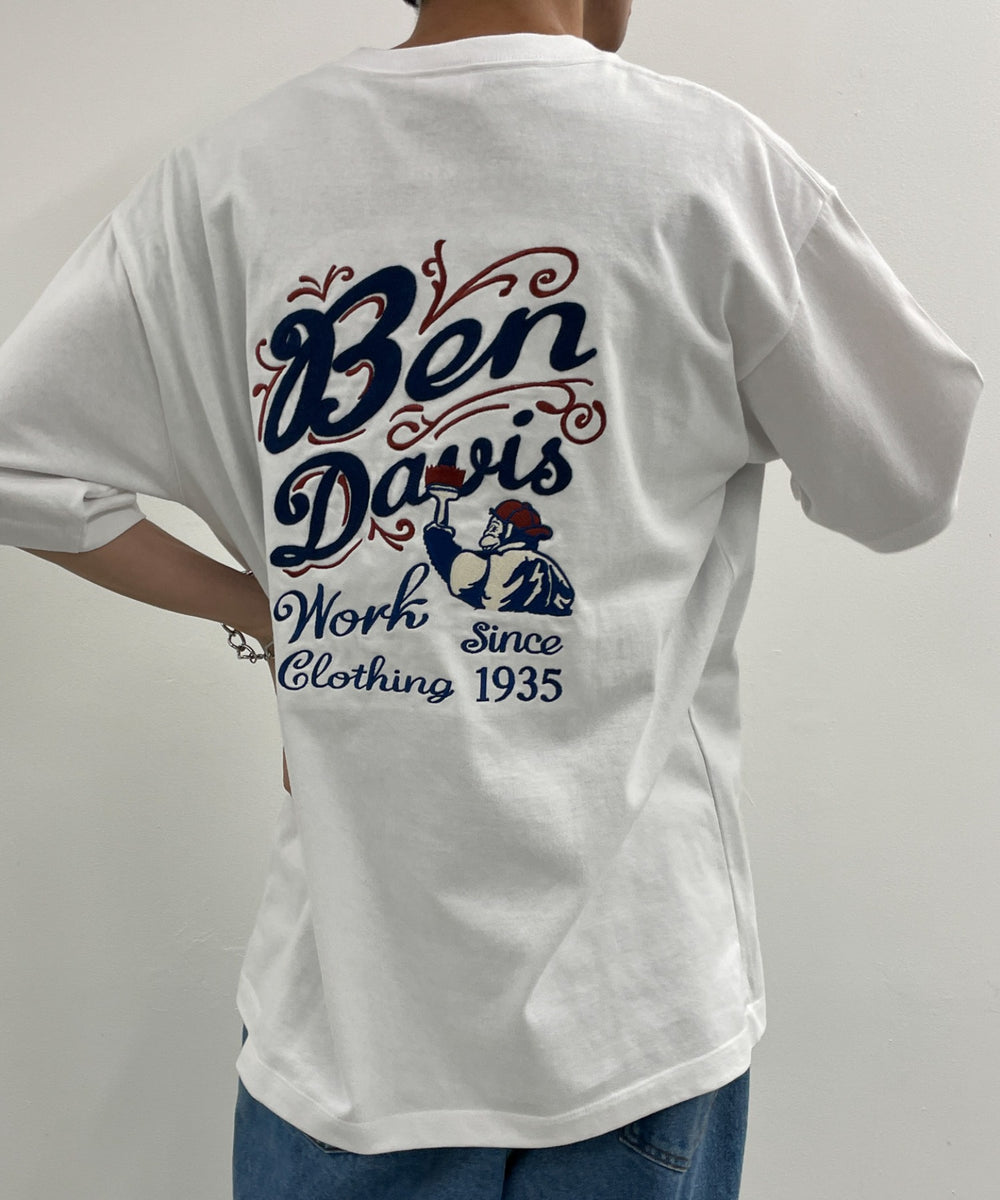 Ben
Davis
Work
Clothing
Since
1935